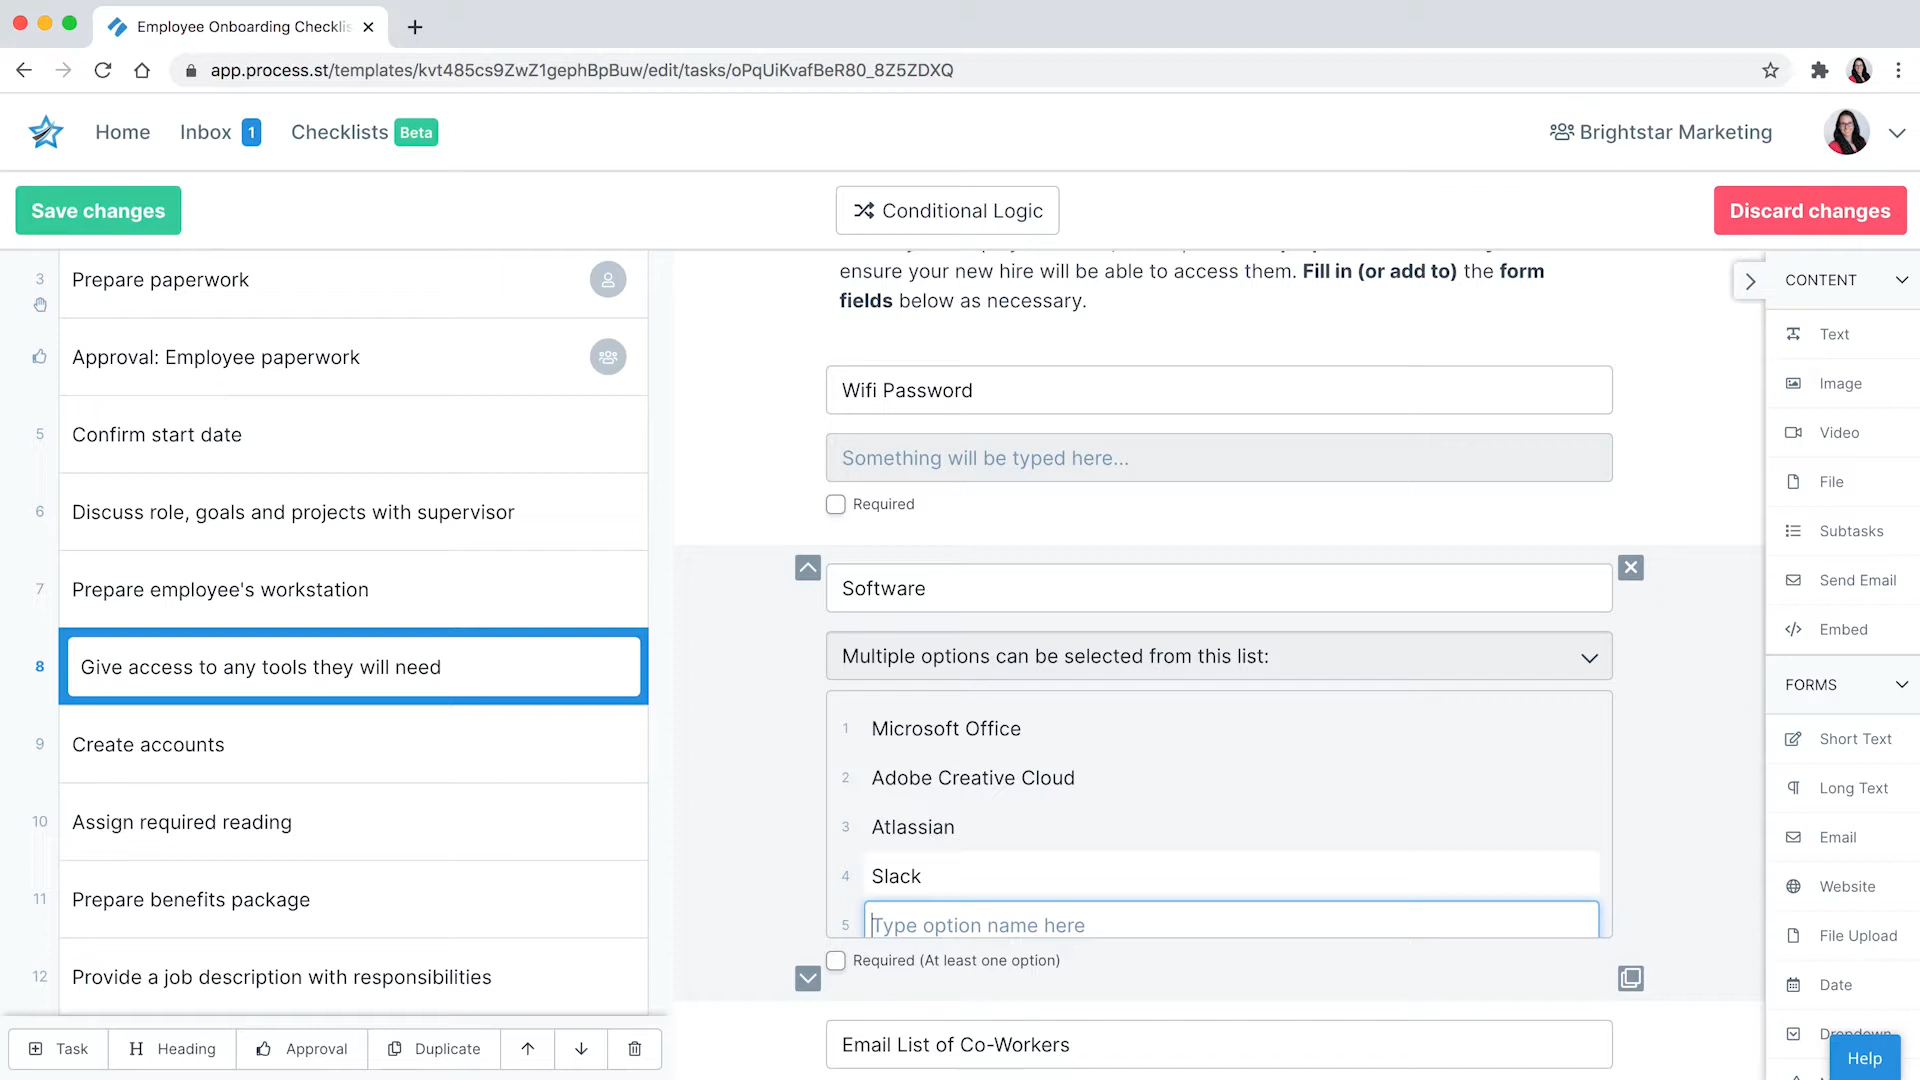 Employee Onboarding Checklis
app.process.st/templates/kvt485cs9ZwZ1gephBpBuw/edit/tasks/oPqUiKvafBeR80_8Z5ZDXQ
Home
Inbox 1
Checklists Beta
Brightstar Marketing
Save changes
Conditional Logic
Discard changes
3 Prepare paperwork
Approval: Employee paperwork
5 Confirm start date
6 Discuss role, goals and projects with supervisor
7 Prepare employee's workstation
8 Give access to any tools they will need
9 Create accounts
10 Assign required reading
11 Prepare benefits package
12 Provide a job description with responsibilities
Task
Heading
Approval
Duplicate
ensure your new hire will be able to access them. Fill in (or add to) the form
fields below as necessary.
Wifi Password
Something will be typed here...
Required
Software
Multiple options can be selected from this list:
1 Microsoft Office
2 Adobe Creative Cloud
3 Atlassian
4 Slack
5 Type option name here
Required (At least one option)
Email List of Co-Workers
CONTENT
Text
Image
Video
File
Subtasks
Send Email
Embed
FORMS
Short Text
Long Text
Email
Website
File Upload
Date
Dropdown
Help